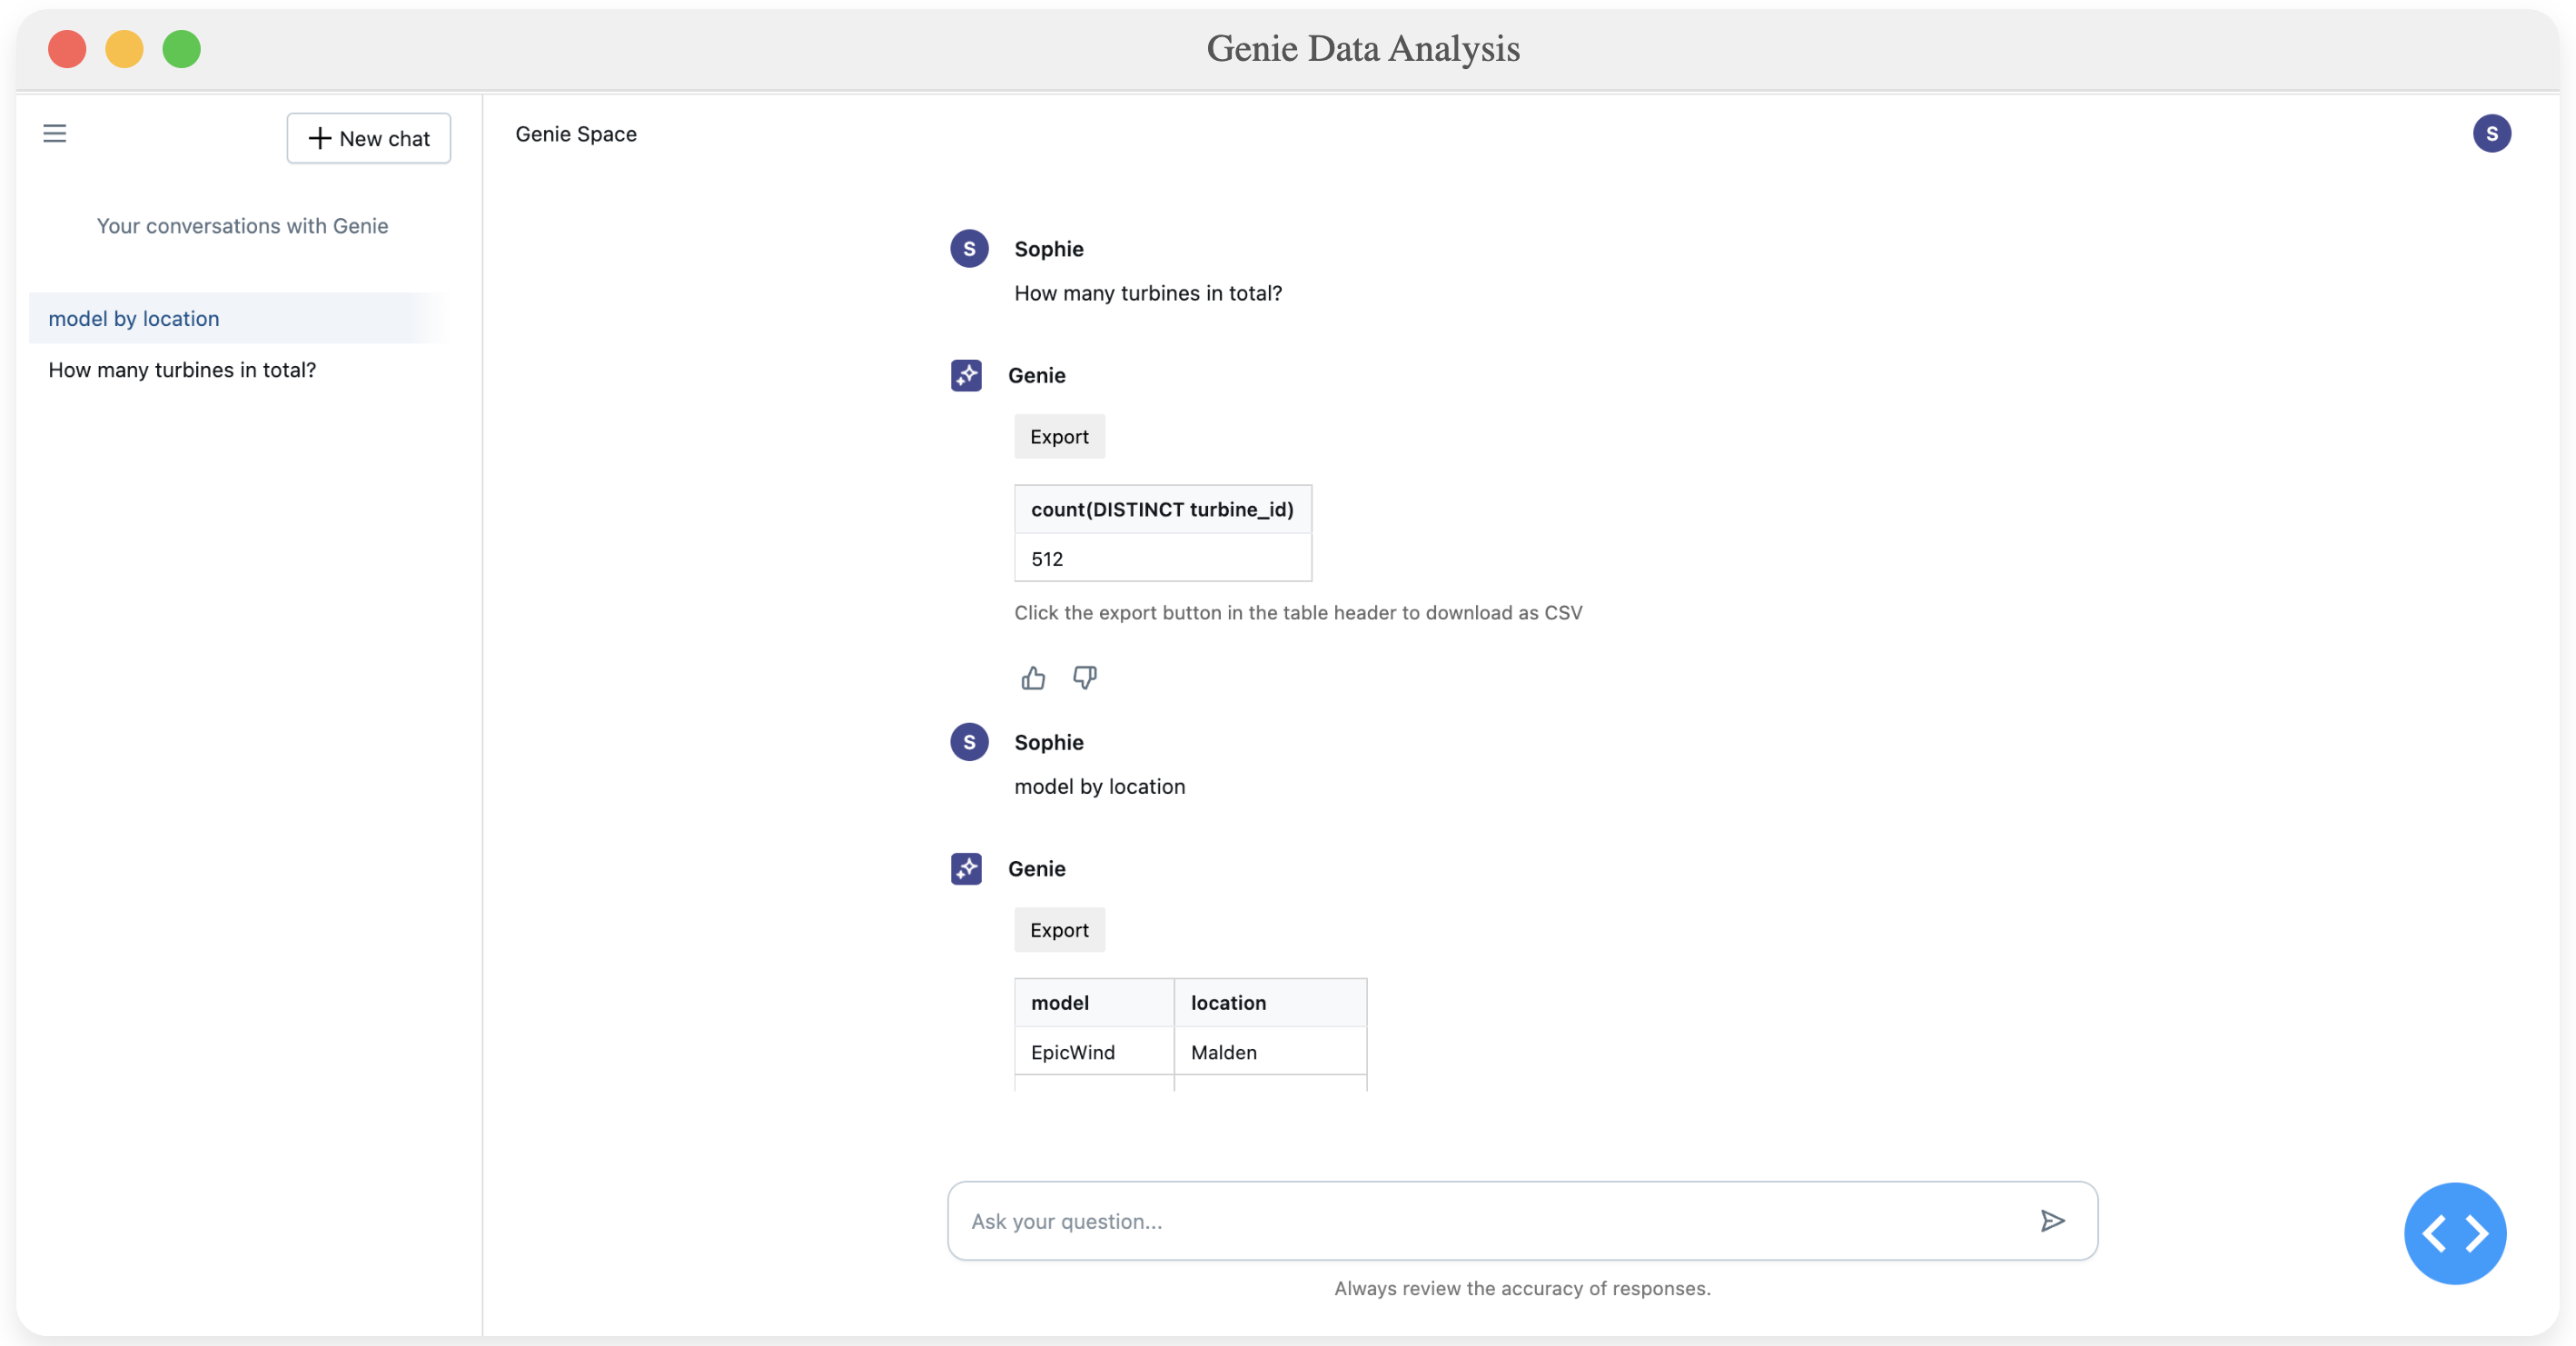 Genie Data Analysis
New chat
Your conversations with Genie
model by location
How many turbines in total?
Genie Space
S
S
Sophie
How many turbines in total?
Genie
Export
count(DISTINCT turbine_id)
512
Click the export button in the table header to download as CSV
S
Sophie
model by location
Genie
Export
model location
EpicWind Malden
Ask your question...
Always review the accuracy of responses.